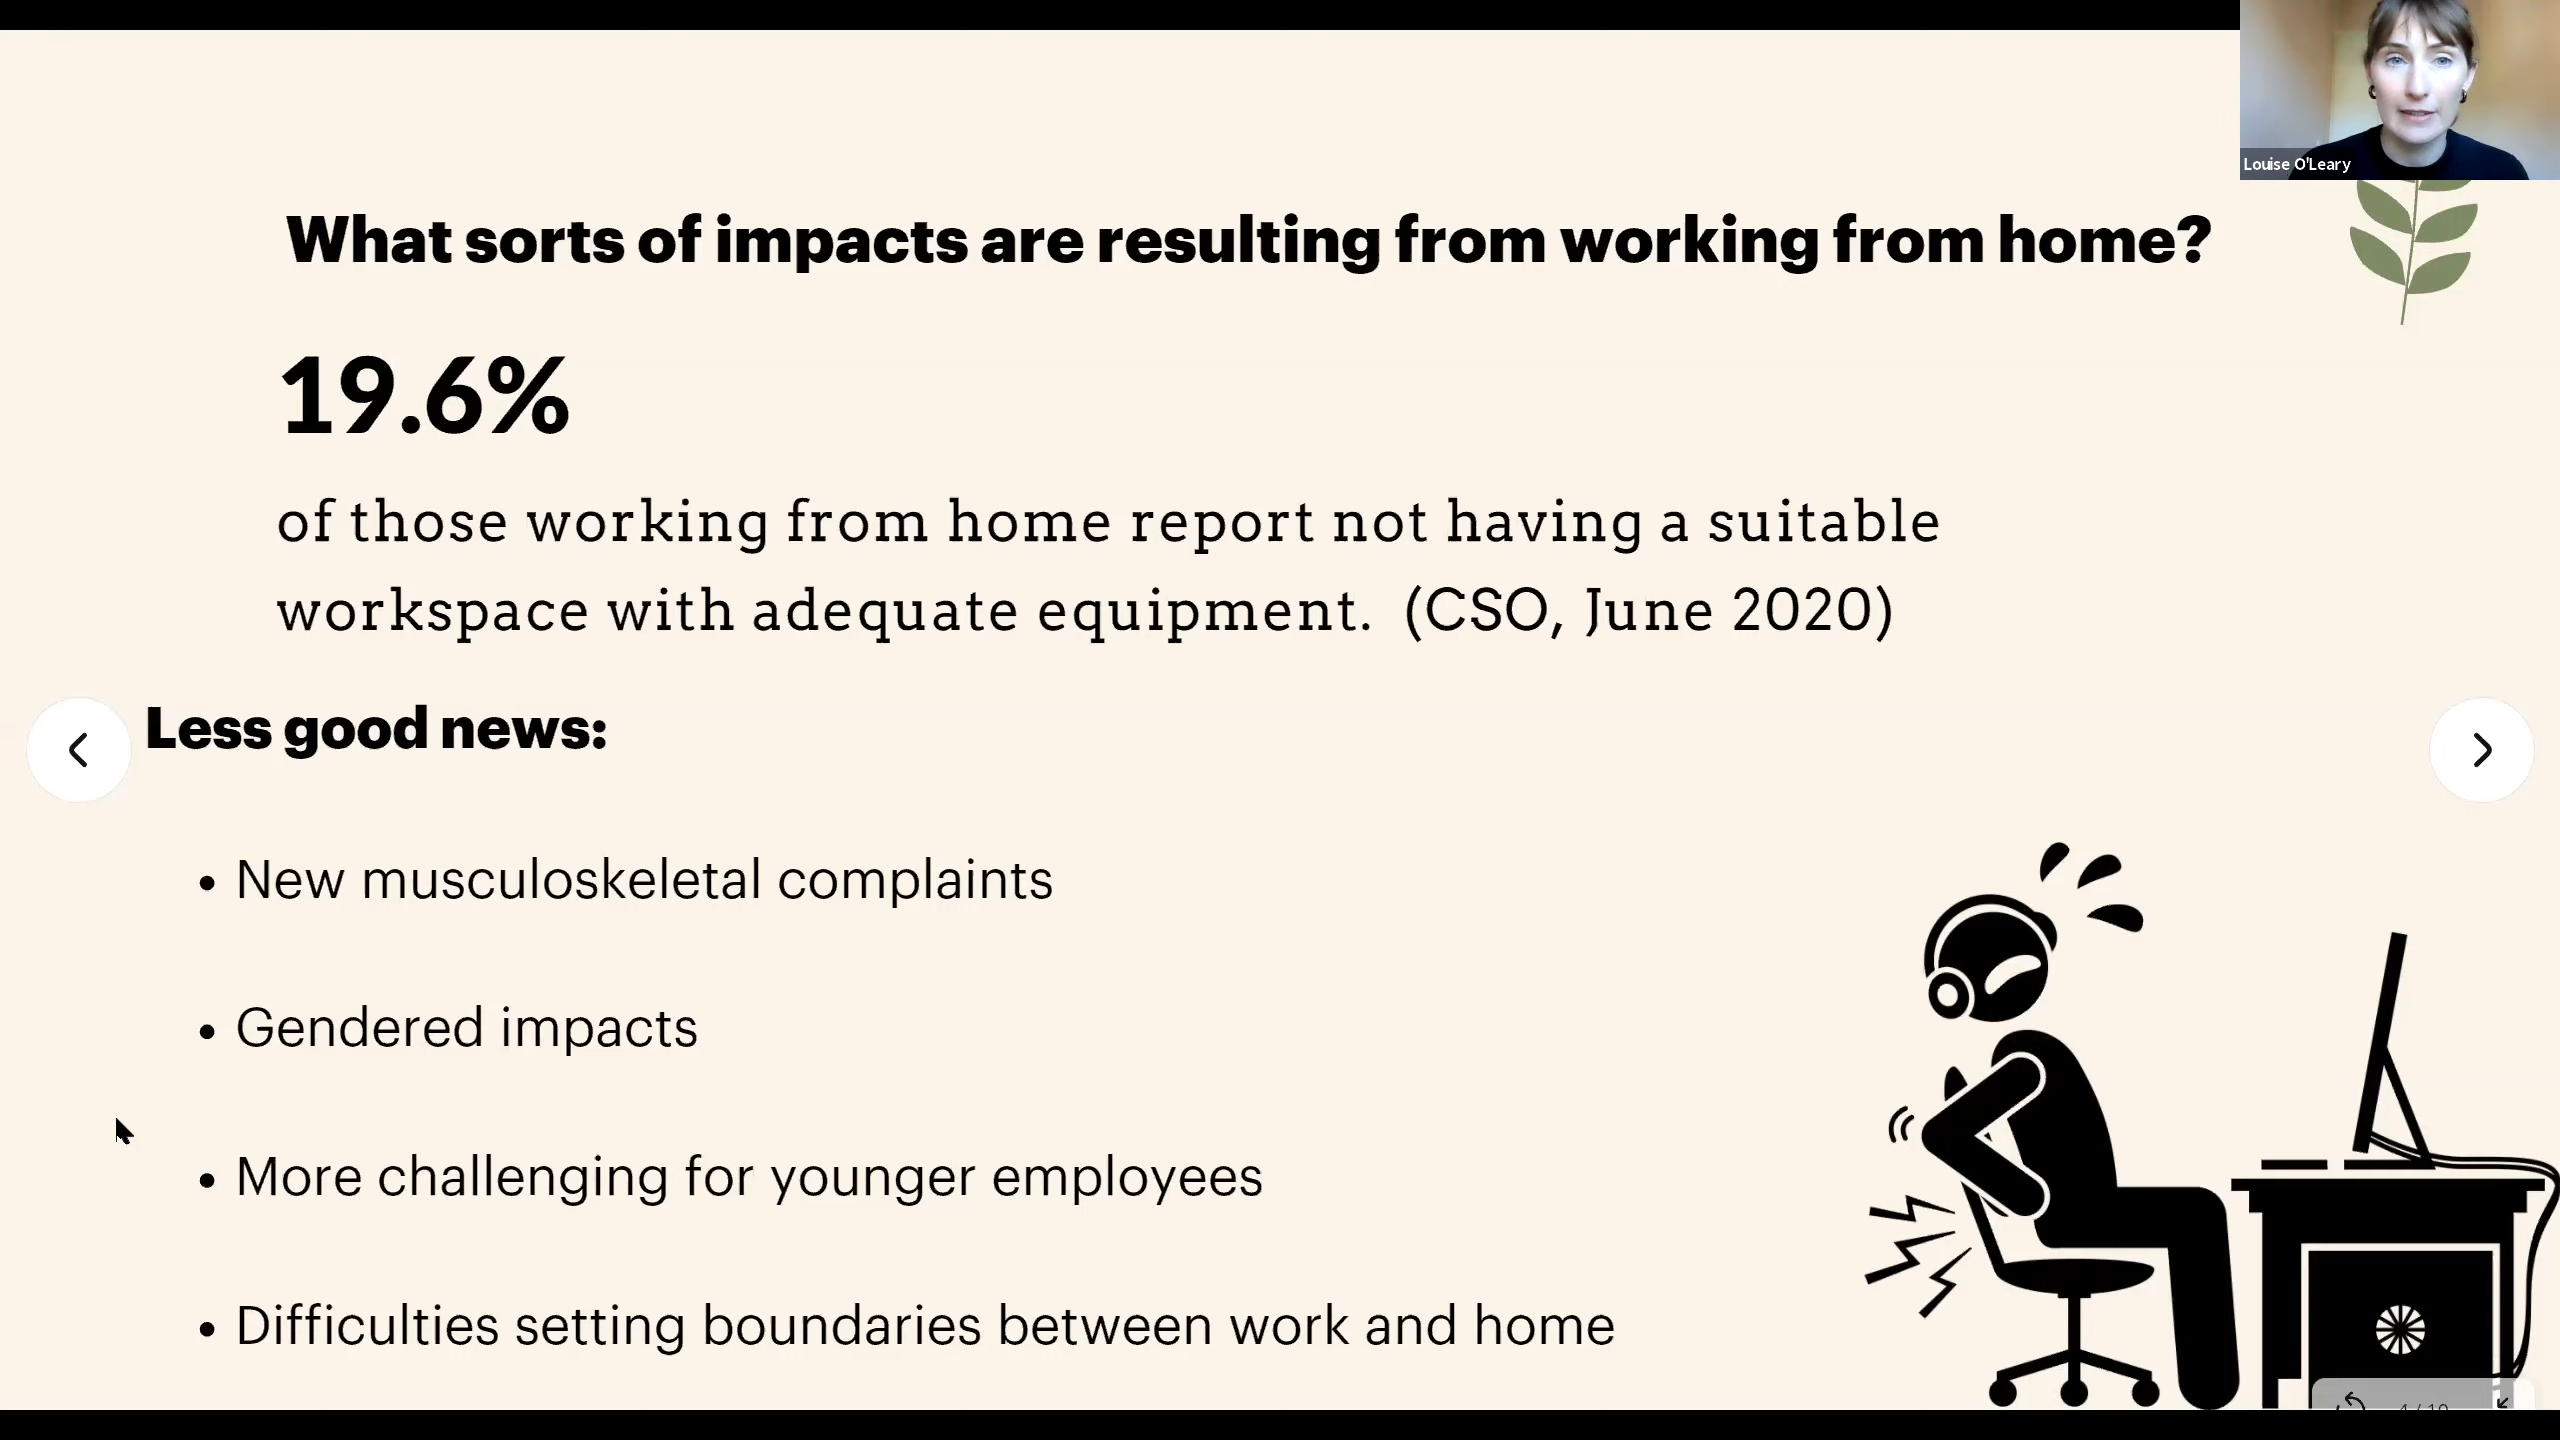 Louise O'Leary
What sorts of impacts are resulting from working from home?
19.6%
of those working from home report not having a suitable
workspace with adequate equipment. (CSO, June 2020)
Less good news:
• New musculoskeletal complaints
• Gendered impacts
• More challenging for younger employees
• Difficulties setting boundaries between work and home